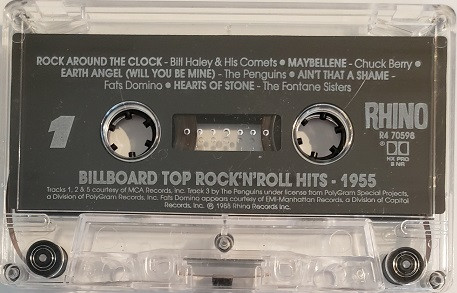 ROCK AROUND THE CLOCK - Bill Haley & His Comets • MAYBELLENE - Chuck Berry •
EARTH ANGEL (WILL YOU BE MINE) - The Penguins • AIN'T THAT A SHAME -
Fats Domino • HEARTS OF STONE - The Fontane Sisters
1
RHINO
R4 70598
HX PRO
B NR
BILLBOARD TOP ROCK'N'ROLL HITS - 1955
Tracks 1, 2 & 5 courtesy of MCA Records, Inc. Track 3 by The Penguins under license from PolyGram Special Projects,
a Division of PolyGram Records, Inc. Fats Domino appears courtesy of EMI-Manhattan Records, a Division of Capitol
Records, Inc. ℗ 1988 Rhino Records Inc.